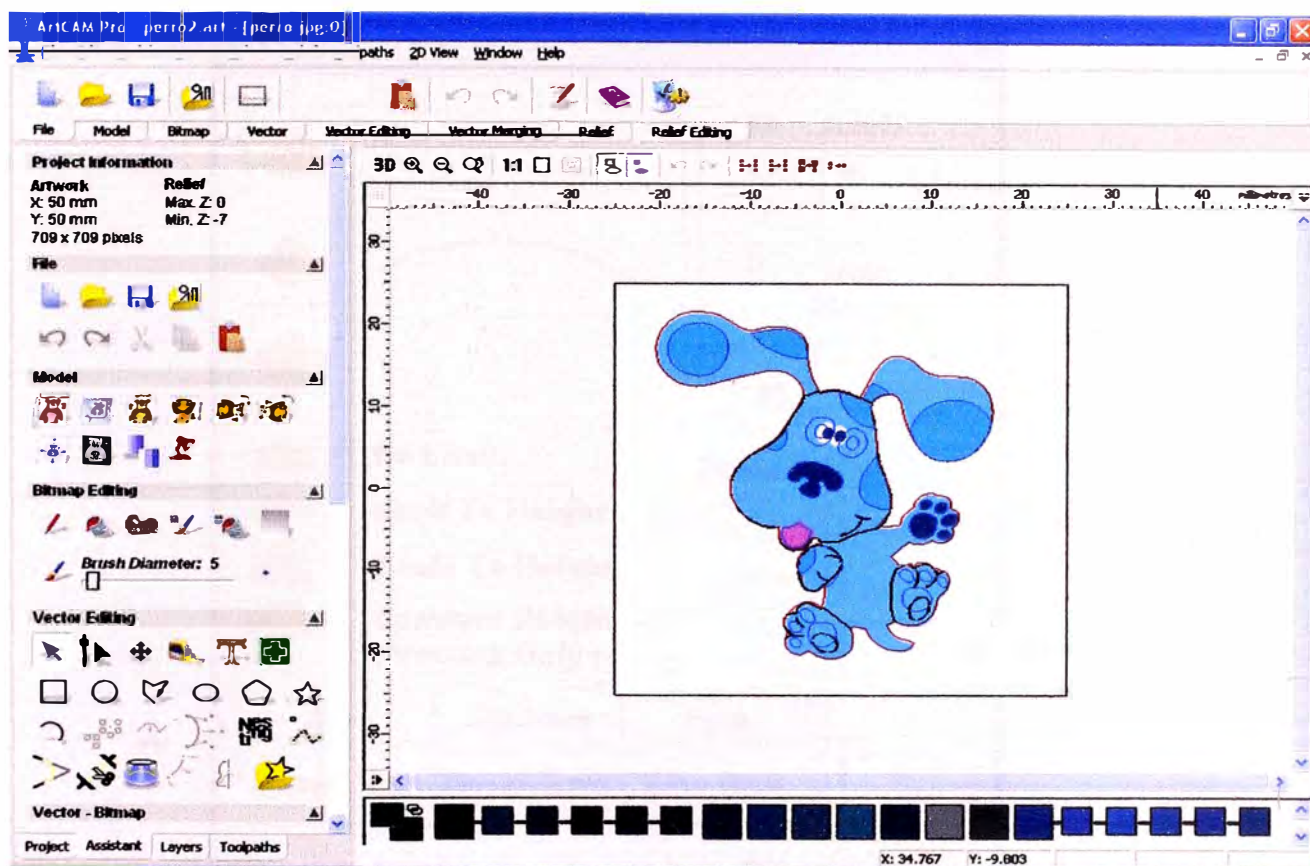 ArtCAM Pro perro2.art - [perro.jpg:0]
paths 2D View Window Help
File Model Bitmap Vector Vector Editing Vector Merging Relief Relief Editing
Project Information
Artwork Relief
X: 50 mm Max. Z: 0
Y: 50 mm Min. Z: -7
709 x 709 pixels
File
Model
Bitmap Editing
Brush Diameter: 5
Vector Editing
Nes
ting
Vector - Bitmap
Project Assistant Layers Toolpaths
3D 1:1
-40 -30 -20 -10 0 10 20 30 40 millimetres
30
20
10
0
-10
-20
-30
X: 34.767 Y: -9.803